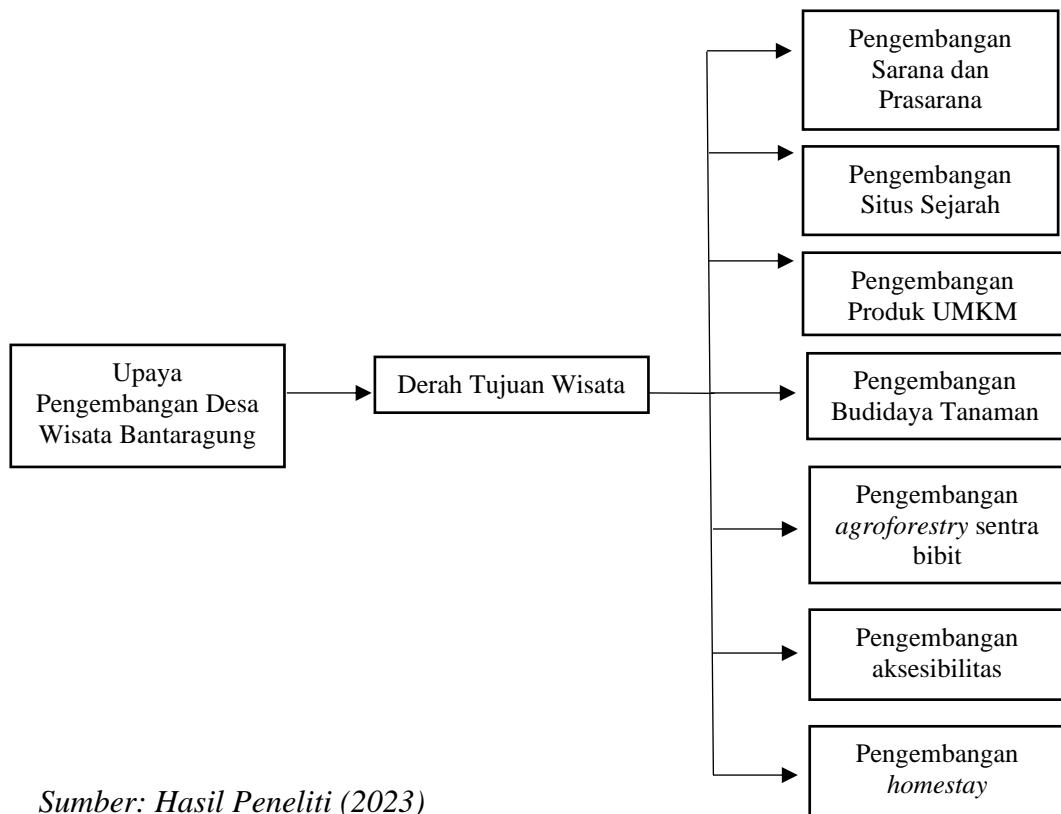 Upaya
Pengembangan Desa
Wisata Bantaragung
Derah Tujuan Wisata
Pengembangan
Sarana dan
Prasarana
Pengembangan
Situs Sejarah
Pengembangan
Produk UMKM
Pengembangan
Budidaya Tanaman
Pengembangan
agroforestry sentra
bibit
Pengembangan
aksesibilitas
Pengembangan
homestay
Sumber: Hasil Peneliti (2023)